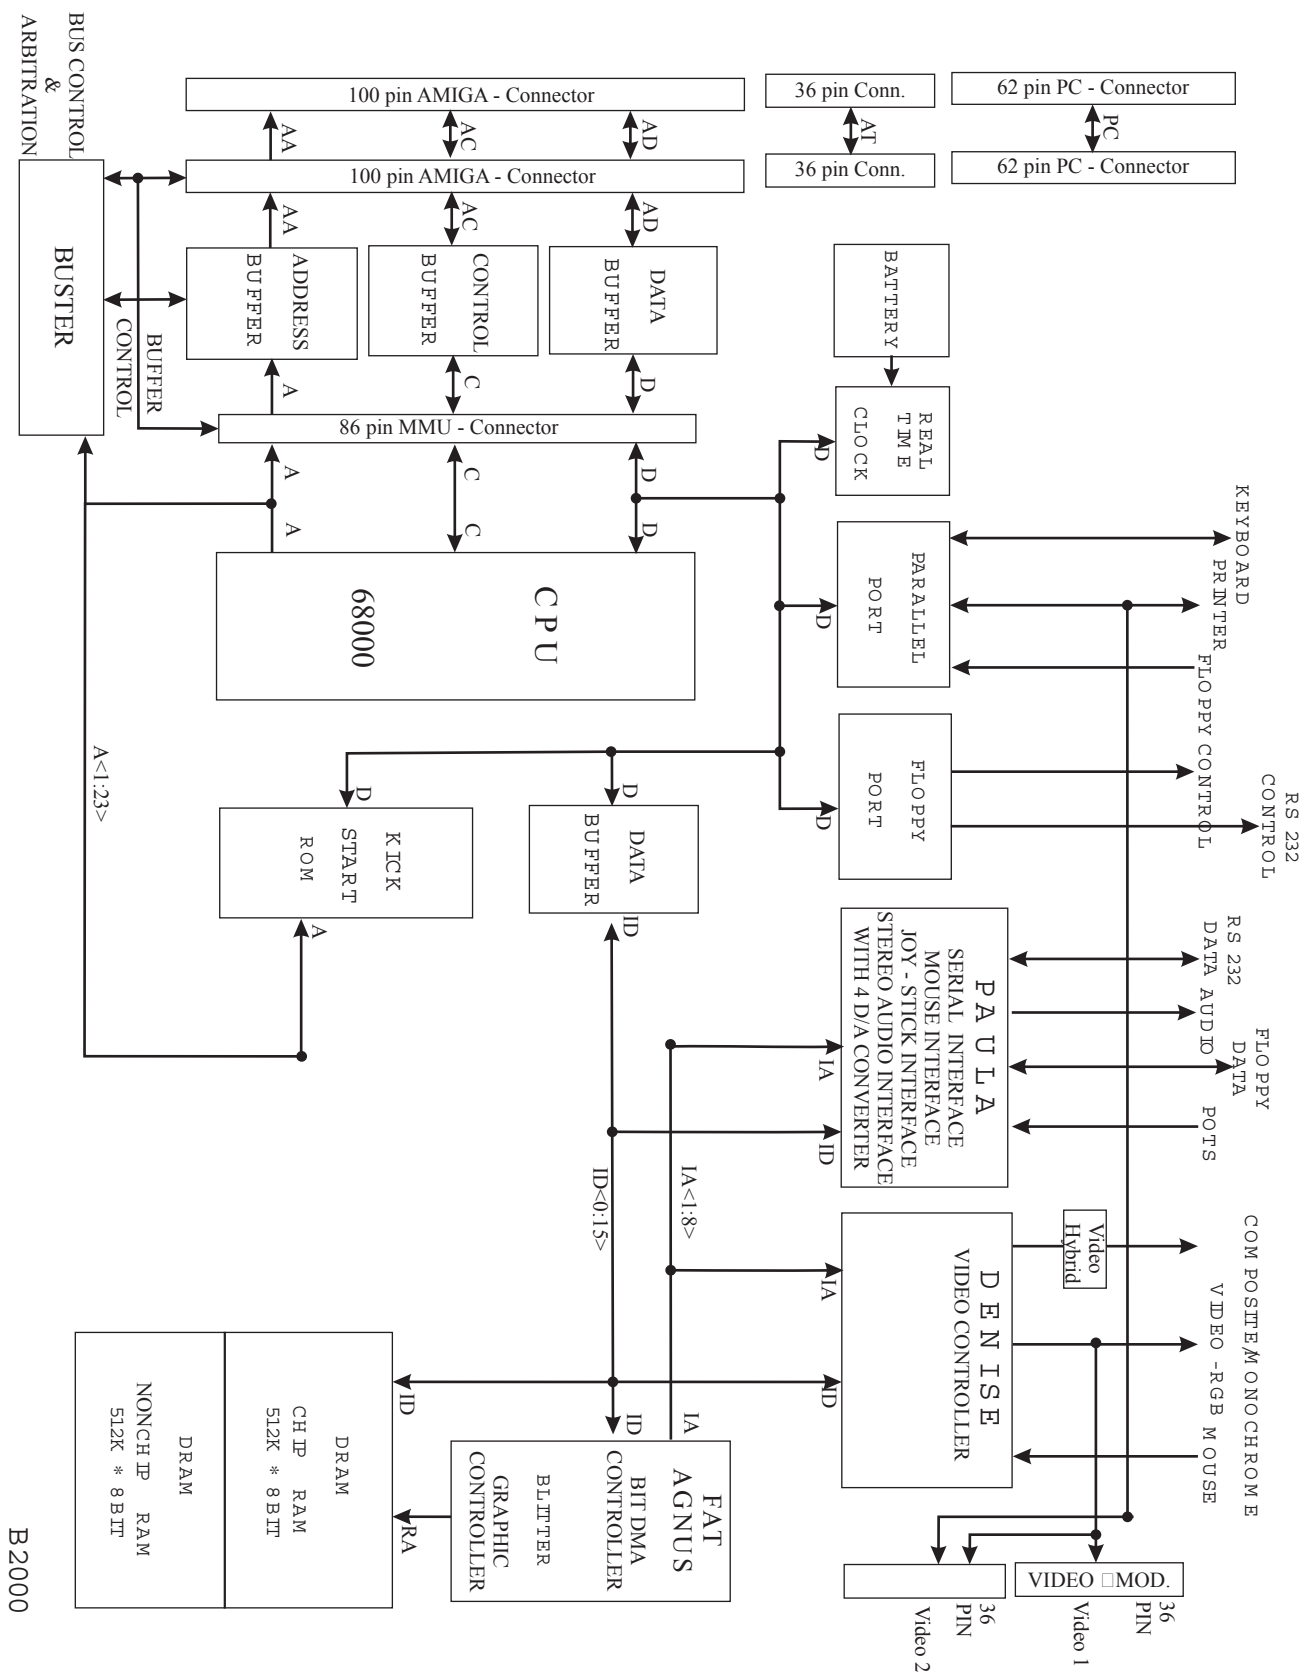 BUS CONTROL
&
ARBITRATION
100 pin AMIGA - Connector
36 pin Conn.
62 pin PC - Connector
AA
AC
AD
AT
PC
100 pin AMIGA - Connector
36 pin Conn.
62 pin PC - Connector
AA
AC
AD
BUSTER
ADDRESS
BUFFER
CONTROL
BUFFER
DATA
BUFFER
BATTERY
BUFFER
CONTROL
A
C
D
86 pin MMU - Connector
REAL
TIME
CLOCK
D
A
C
D
A
C
D
CPU
68000
KEYBOARD
PRINTER
FLOPPY CONTROL
RS 232
CONTROL
PARALLEL
PORT
D
FLOPPY
PORT
D
A<1:23>
D
KICK
START
ROM
A
D
DATA
BUFFER
ID
RS 232
DATA
AUDIO
FLOPPY
DATA
POTS
PAULA
SERIAL INTERFACE
MOUSE INTERFACE
JOY - STICK INTERFACE
STEREO AUDIO INTERFACE
WITH 4 D/A CONVERTER
IA
ID
IA<1:8>
ID<0:15>
COMPOSITE/MONOCHROME
VIDEO - RGB
MOUSE
Video
Hybrid
DENISE
VIDEO CONTROLLER
IA
ID
ID
ID
IA
FAT
AGNUS
BIT DMA
CONTROLLER
BLITTER
GRAPHIC
CONTROLLER
RA
DRAM
CHIP RAM
512K * 8BIT
DRAM
NONCHIP RAM
512K * 8BIT
VIDEO □MOD.
36
PIN
Video 1
36
PIN
Video 2
B2000